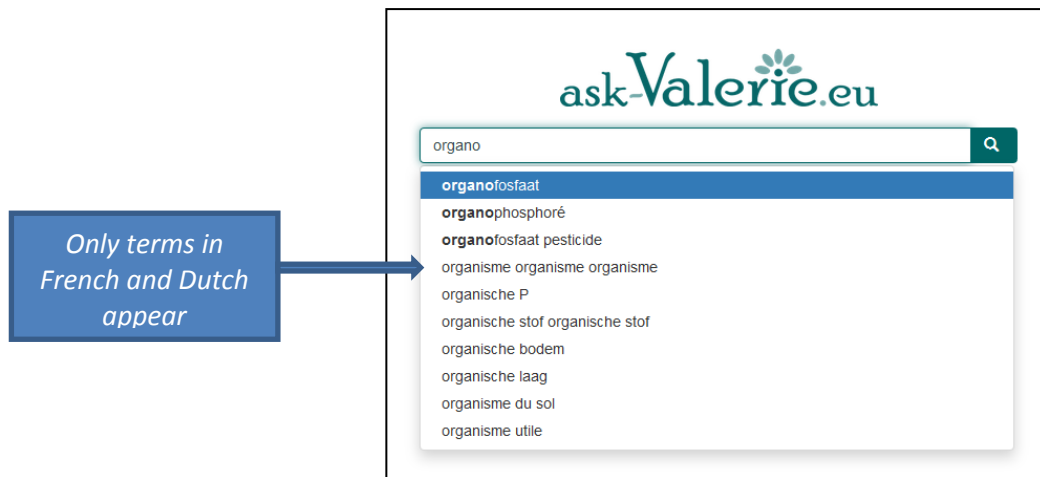 ask-Valerie.eu
organo
organofosfaat
organophosphoré
organofosfaat pesticide
organisme organisme organisme
organische P
organische stof organische stof
organische bodem
organische laag
organisme du sol
organisme utile
Only terms in
French and Dutch
appear